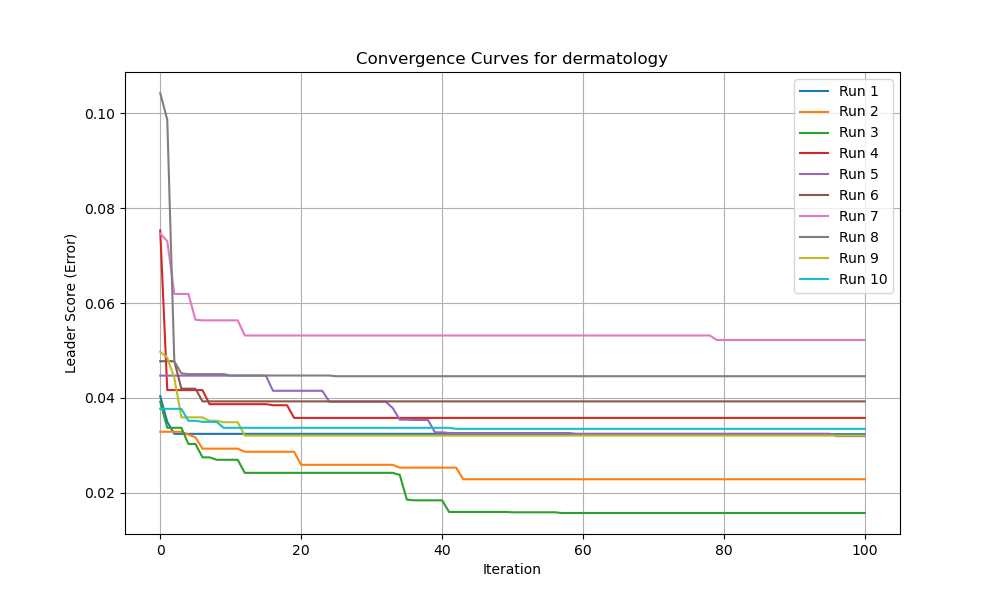 Convergence Curves for dermatology
Leader Score (Error)
0.10
0.08
0.06
0.04
0.02
0
20
40
60
80
100
Iteration
Run 1
Run 2
Run 3
Run 4
Run 5
Run 6
Run 7
Run 8
Run 9
Run 10